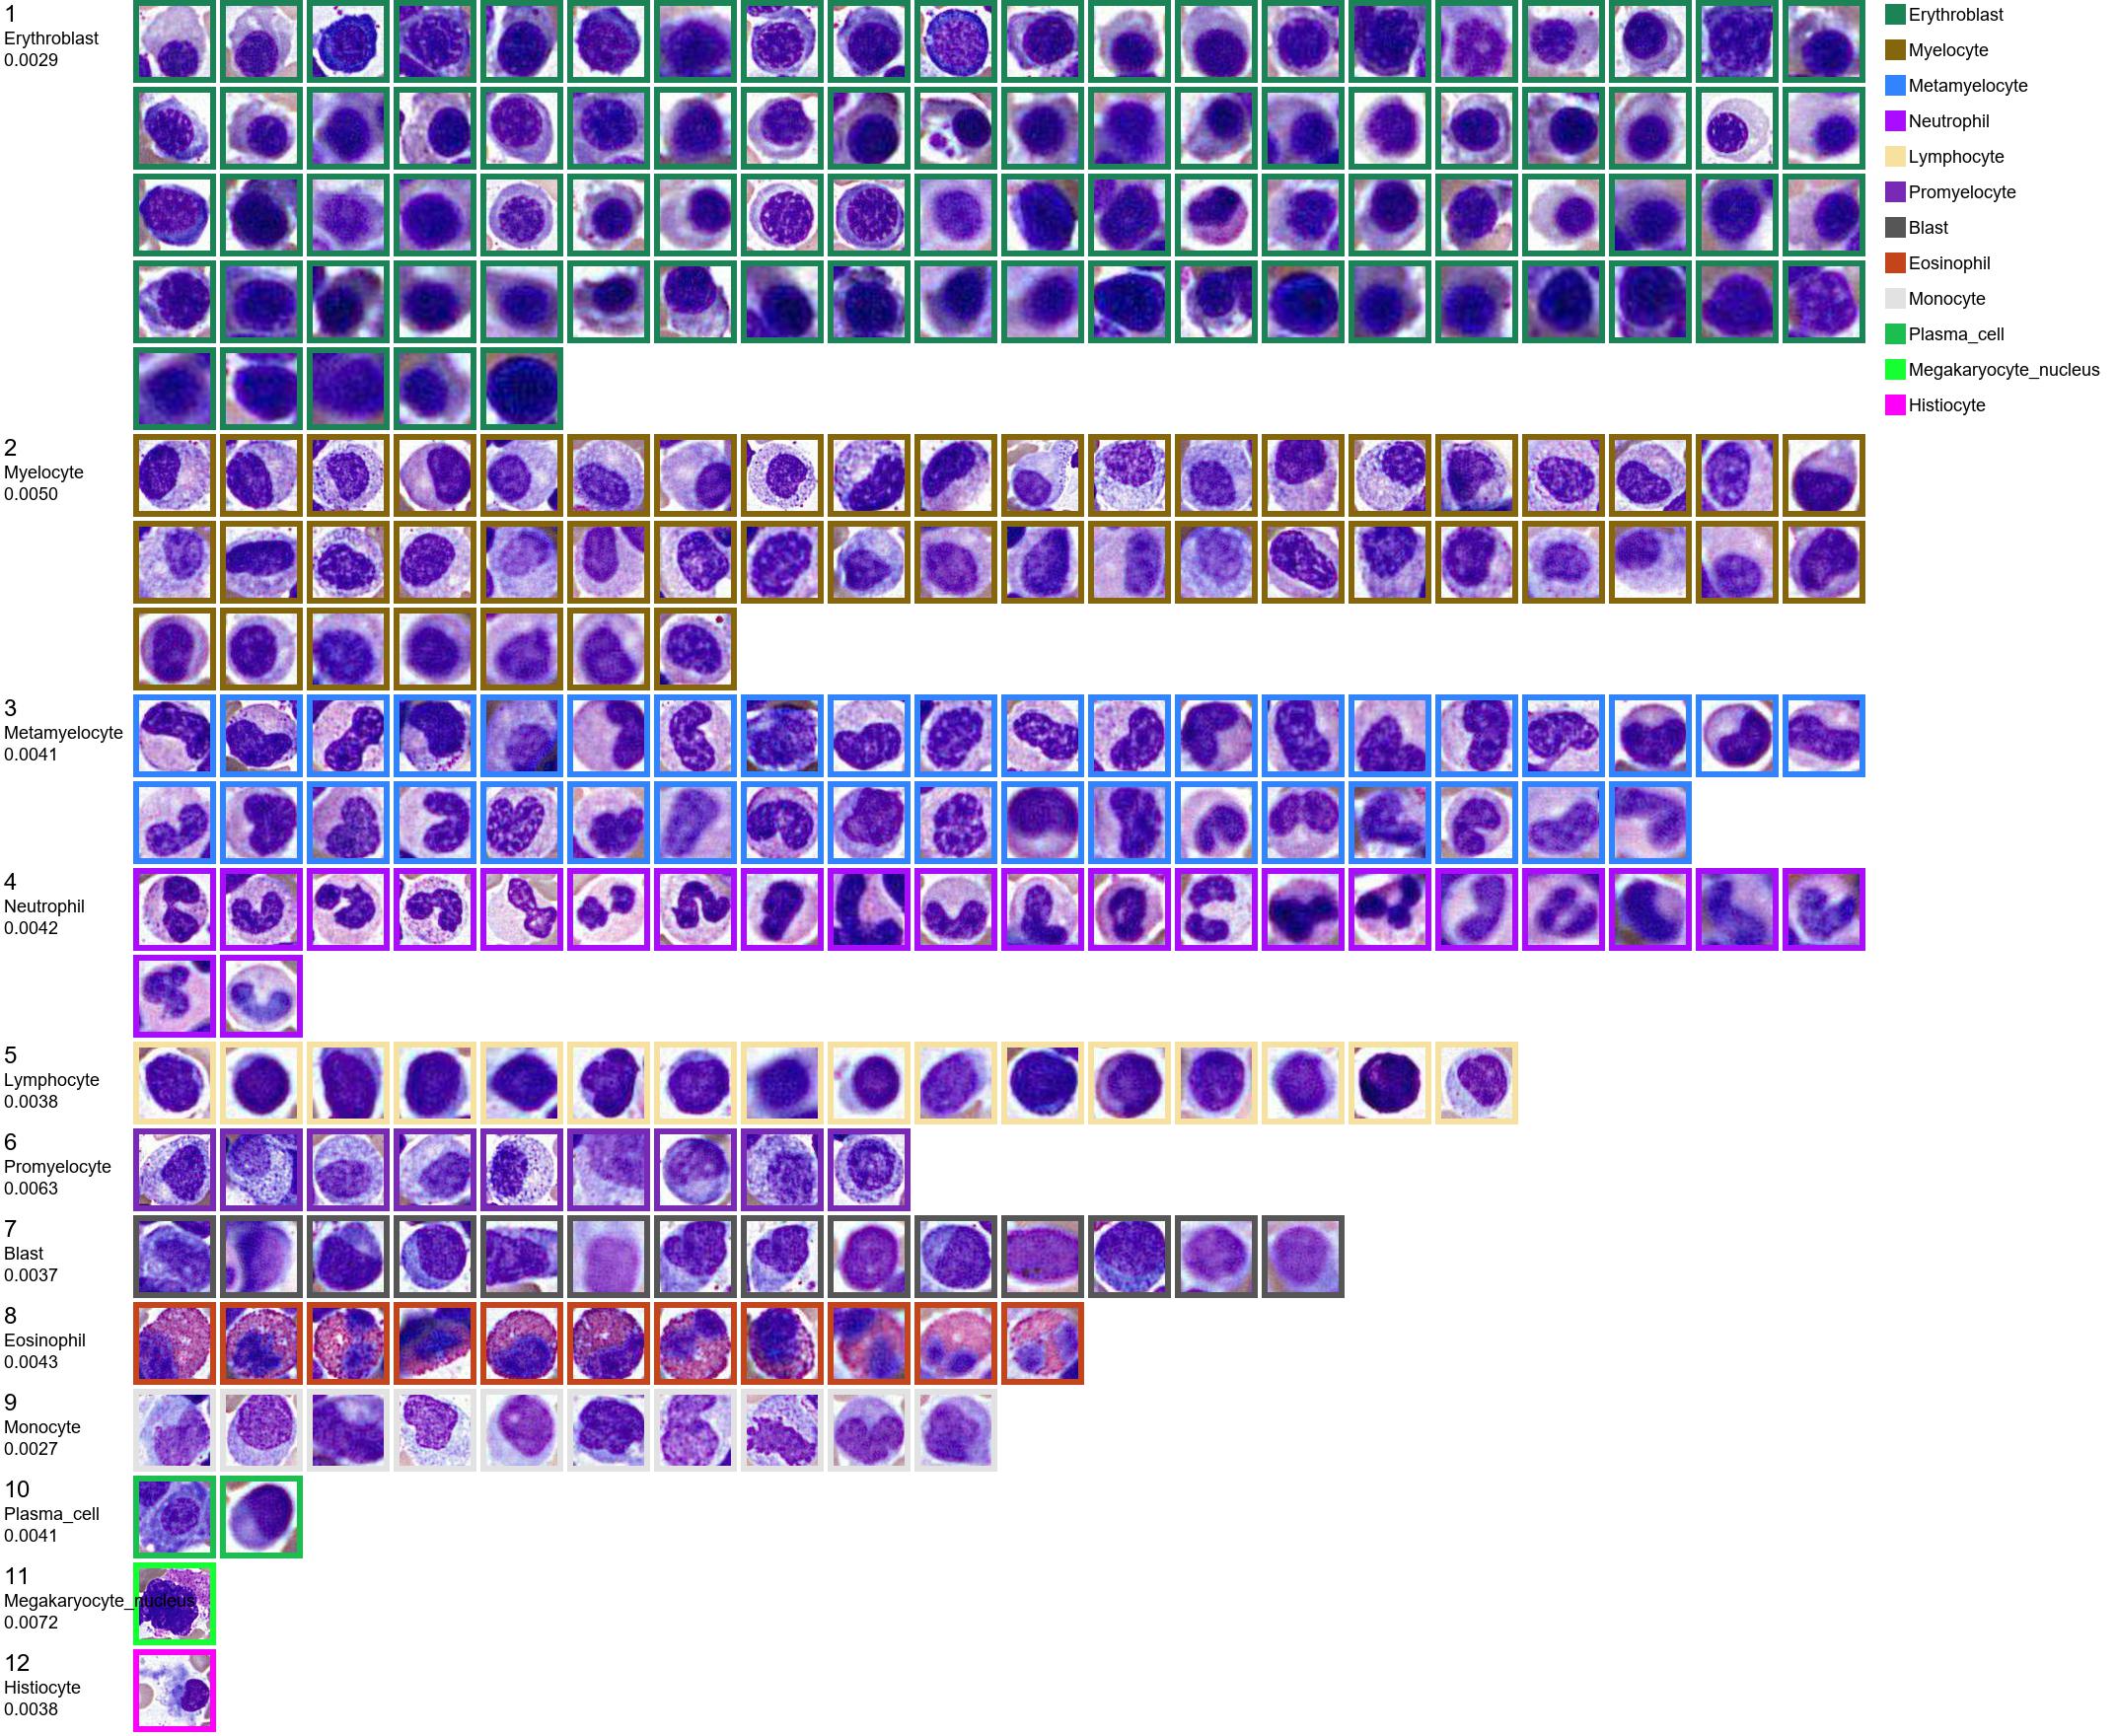 1
Erythroblast
0.0029
2
Myelocyte
0.0050
3
Metamyelocyte
0.0041
4
Neutrophil
0.0042
5
Lymphocyte
0.0038
6
Promyelocyte
0.0063
7
Blast
0.0037
8
Eosinophil
0.0043
9
Monocyte
0.0027
10
Plasma_cell
0.0041
11
Megakaryocyte_nucleus
0.0072
12
Histiocyte
0.0038
Erythroblast
Myelocyte
Metamyelocyte
Neutrophil
Lymphocyte
Promyelocyte
Blast
Eosinophil
Monocyte
Plasma_cell
Megakaryocyte_nucleus
Histiocyte